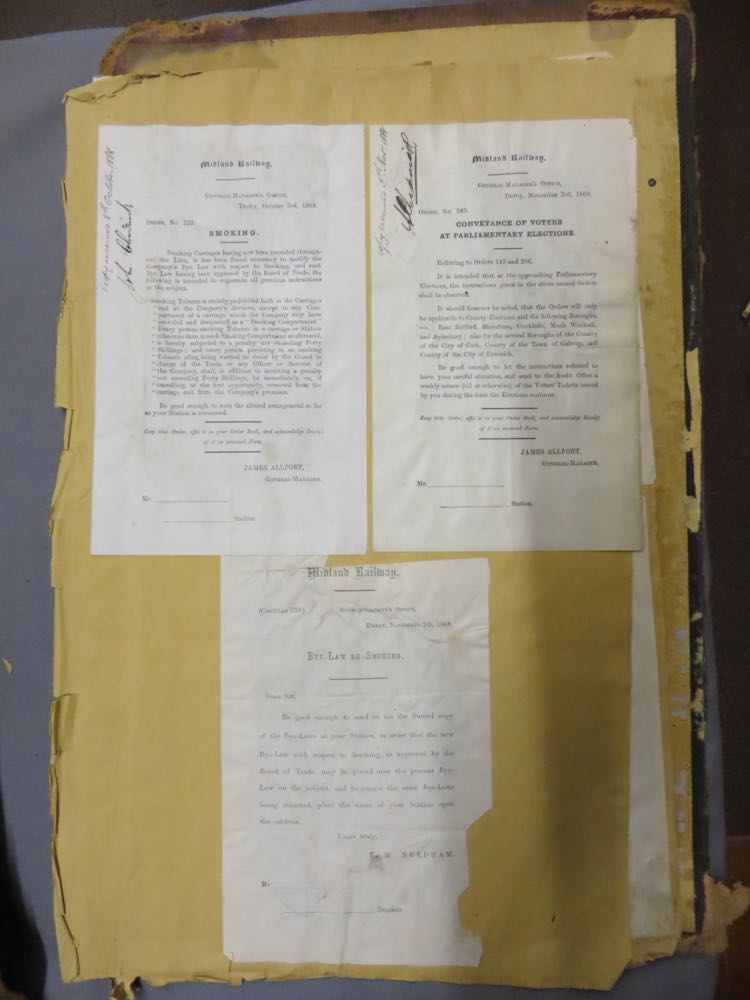 Midland Railway.
GENERAL-MANAGER'S OFFICE,
Derby, October 3rd, 1868.
ORDER, No 239.
SMOKING.
Smoking Carriages having now been provided through-
out the Line, it has been found necessary to modify the
Company's Bye Law with respect to Smoking, and such
Bye Law having been approved by the Board of Trade, the
following is intended to supersede all previous instructions
on the subject.
"Smoking Tobacco is strictly prohibited both in the Carriages
"and at the Company's Stations, except in any Com-
"partment of a carriage which the Company may have
"provided and designated as a "Smoking Compartment."
"Every person smoking Tobacco in a carriage or Station
"otherwise than in such Compartment as aforesaid,
"is hereby subjected to a penalty not exceeding Forty
"Shillings; and every person persisting in so smoking
"Tobacco after being warned to desist by the Guard in
"charge of the Train, or any Officer or Servant of
"the Company, shall, in addition to incurring a penalty
"not exceeding Forty Shillings, be immediately, or, if
"travelling, at the first opportunity, removed from the
"carriage and from the Company's premises.
Be good enough to note the altered arrangement so far
as your Station is concerned.
Keep this Order, affix it in your Order Book, and acknowledge Receipt
of it on annexed Form.
JAMES ALLPORT,
GENERAL-MANAGER.
Mr.
Station
8th October 1868
John
Midland Railway.
GENERAL-MANAGER'S OFFICE,
Derby, November 3rd, 1868.
ORDER, No 240.
CONVEYANCE OF VOTERS
AT PARLIAMENTARY ELECTIONS.
Referring to Orders 145 and 206.
It is intended that at the approaching Parliamentary
Elections, the instructions given in the above named Orders
shall be observed.
It should however be noted, that the Orders will only
be applicable to County Elections and the following Boroughs,
viz: East Retford, Shoreham, Cricklade, Much Wenlock,
and Aylesbury; also for the several Boroughs of the County
of the City of Cork, County of the Town of Galway, and
County of the City of Limerick.
Be good enough to let the instructions referred to
have your careful attention, and send to the Audit Office a
weekly return (nil or otherwise), of the Voters' Tickets issued
by you during the time the Elections continue.
Keep this Order, affix it in your Order Book, and acknowledge Receipt
of it on annexed Form.
JAMES ALLPORT,
GENERAL-MANAGER.
Mr.
Station.
Midland Railway.
(CIRCULAR 229.) SUPERINTENDENT'S OFFICE,
DERBY, NOVEMBER 1868.
BYE-LAW RE SMOKING.
DEAR SIR,
Be good enough to send to me the framed copy
of the Bye-Laws at your Station, in order that the new
Bye-Law with respect to Smoking, as approved by the
Board of Trade, may be placed over the present Bye-
Law on the subject, and to ensure the same Bye-Laws
being returned, place the name of your Station upon
the address.
Yours truly,
E. M. NEEDHAM.
Mr
Station